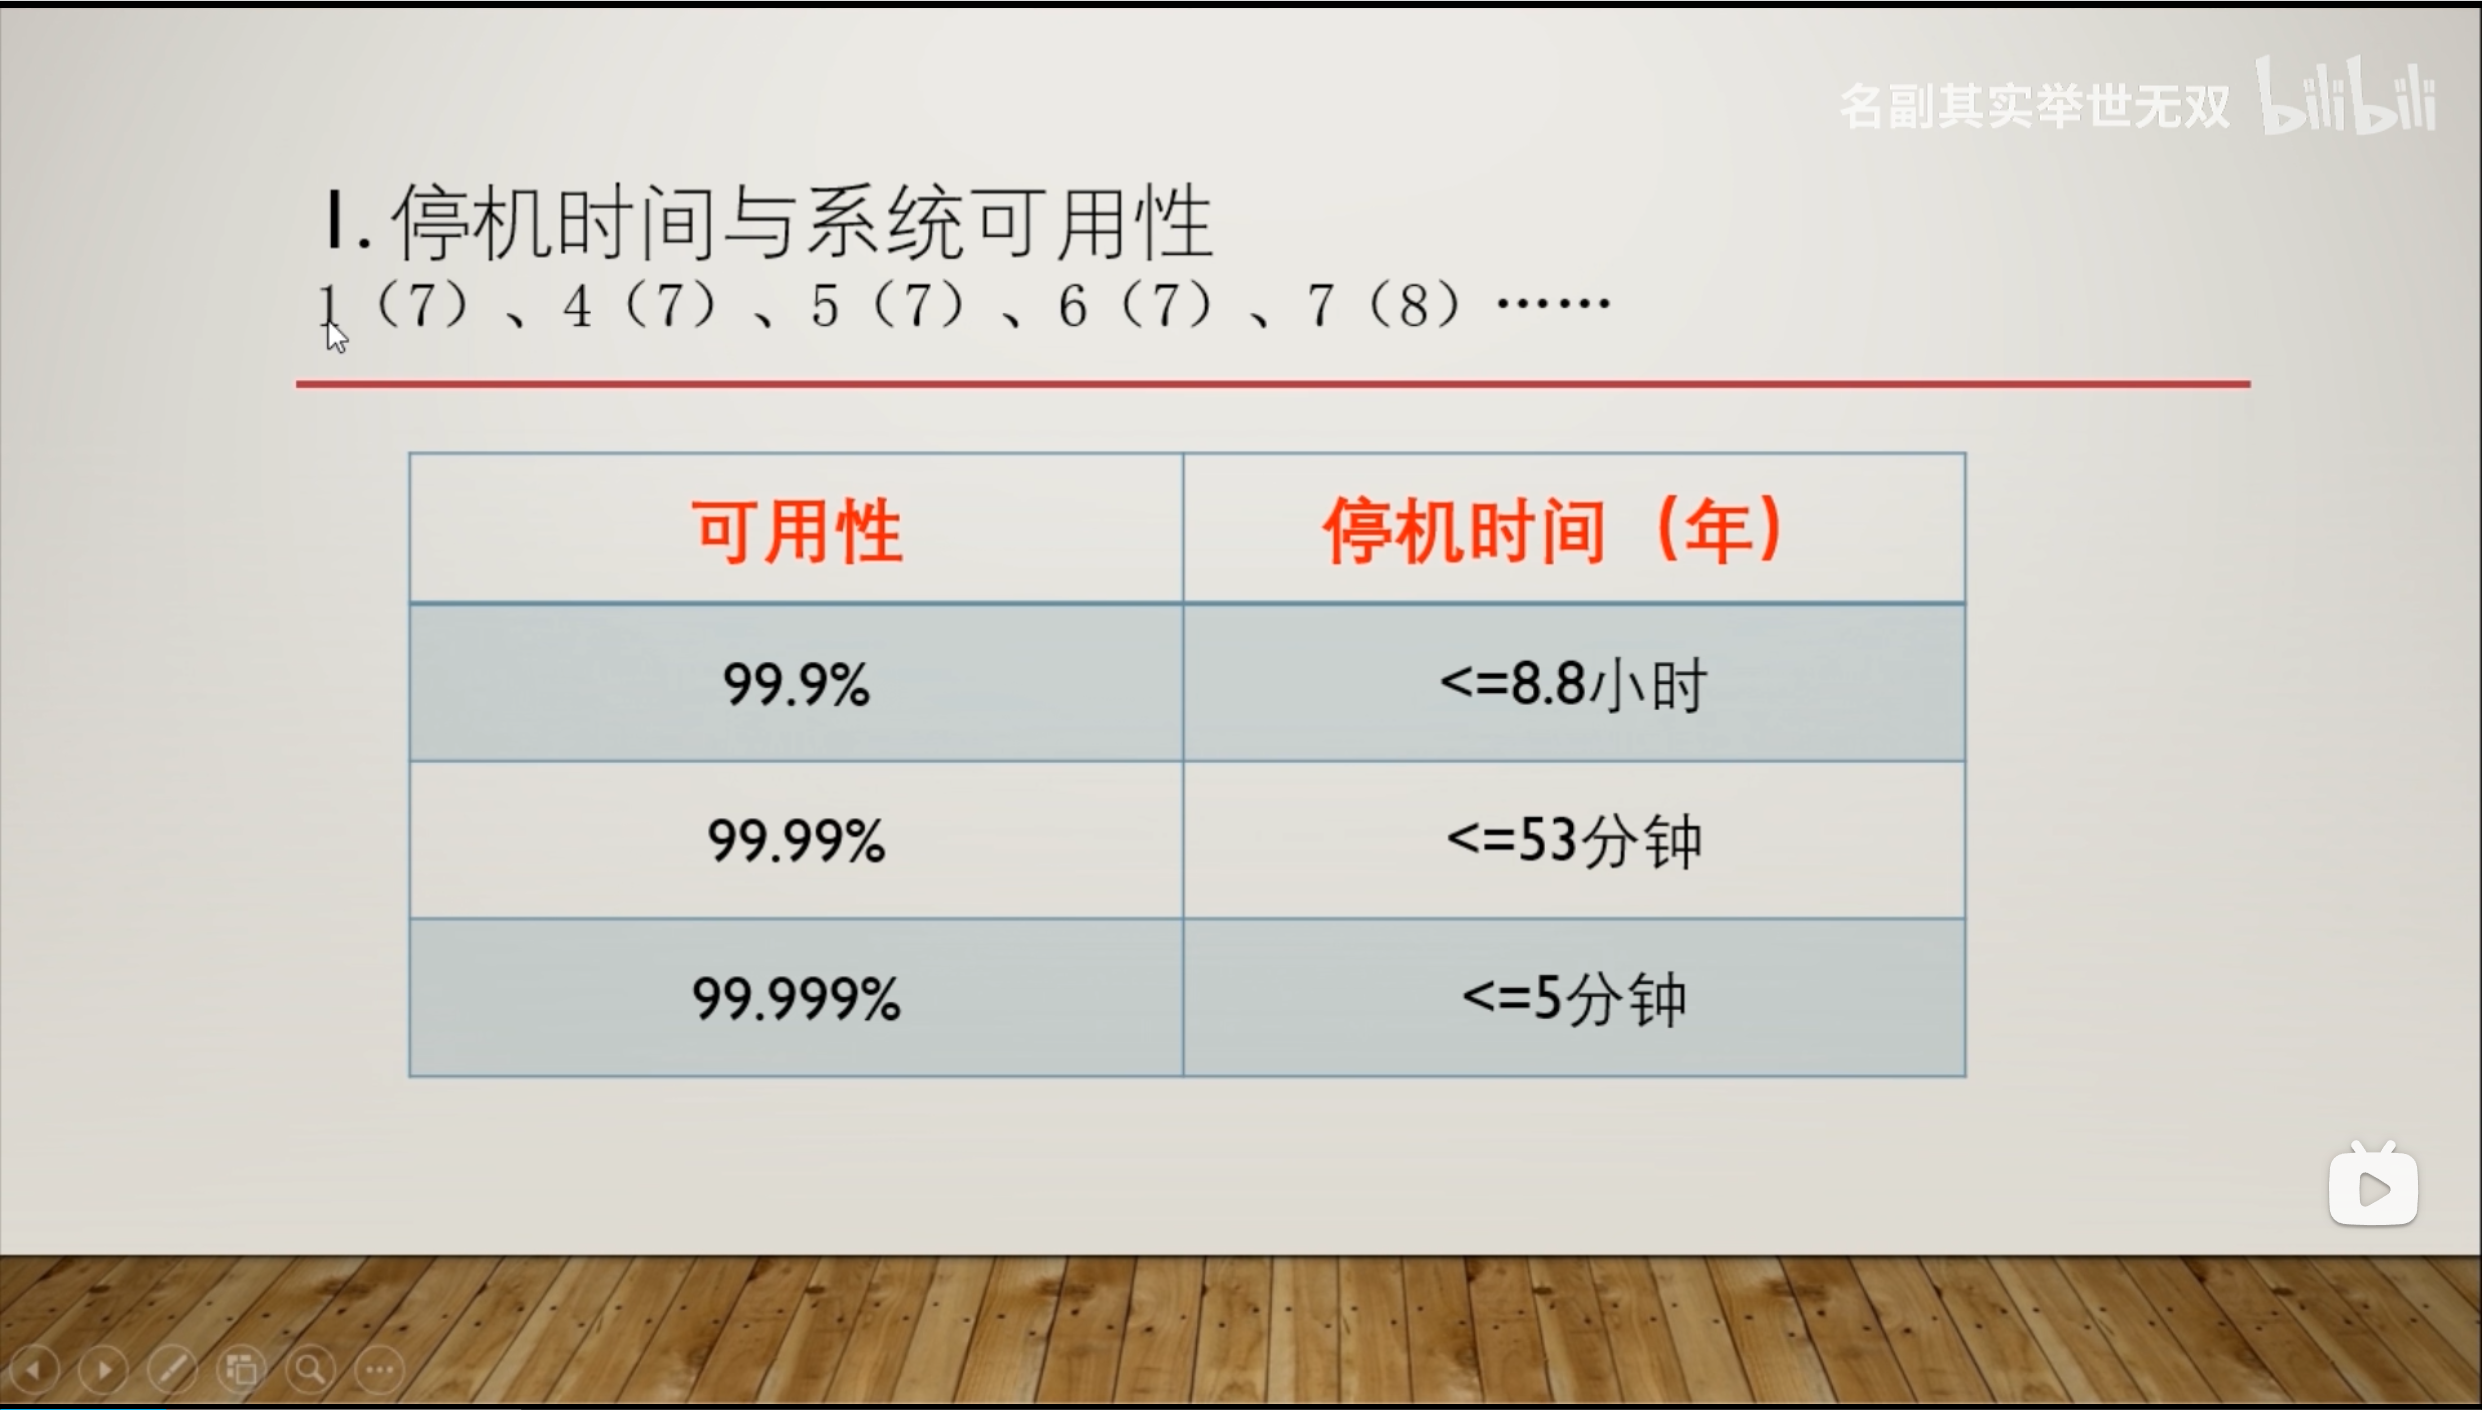 名副其实举世无双 bilibili
1.停机时间与系统可用性
1（7）、4（7）、5（7）、6（7）、7（8）……
可用性 停机时间（年）
99.9% <=8.8小时
99.99% <=53分钟
99.999% <=5分钟